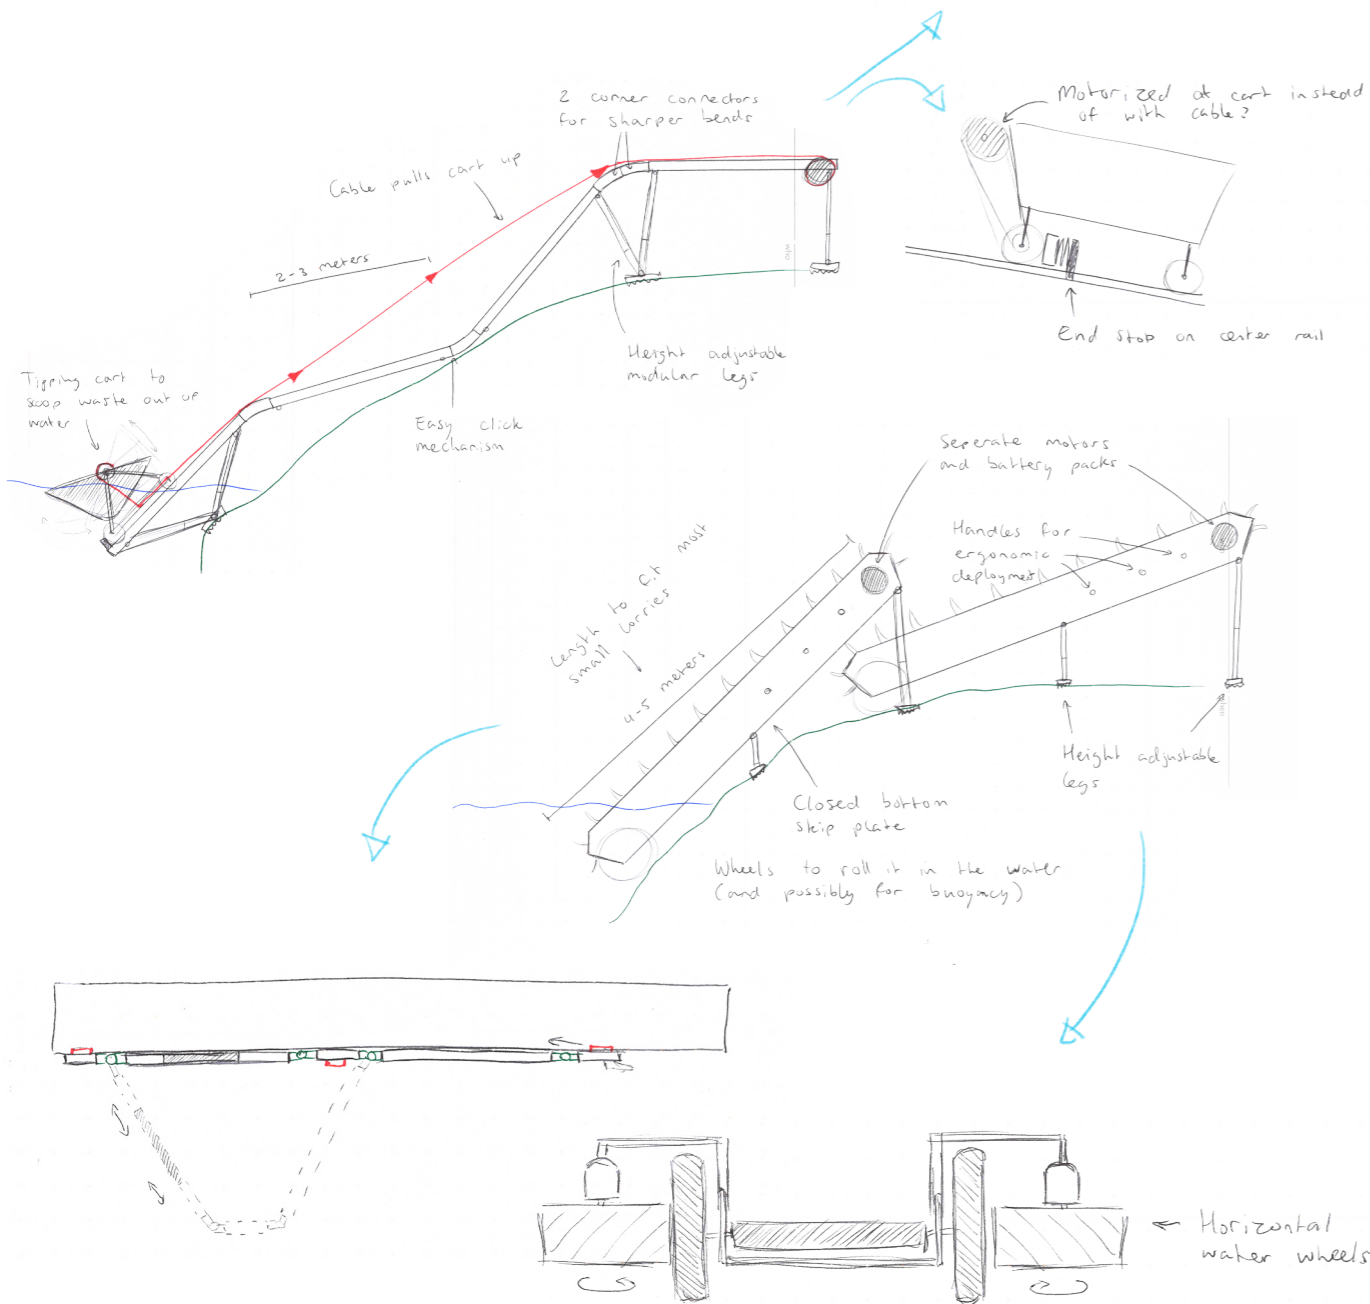 2 corner connectors
for sharper bends
Cable pulls cart up
2-3 meters
Tipping cart to
scoop waste out up
water
Easy click
mechanism
Height adjustable
modular legs
Motorized at cart instead
of with cable?
End stop on center rail
Seperate motors
and battery packs
Handles for
ergonomic
deployment
Length to fit most
small lorries
4-5 meters
Closed bottom
skip plate
Height adjustable
legs
Wheels to roll it in the water
(and possibly for buoyancy)
Horizontal
water wheels